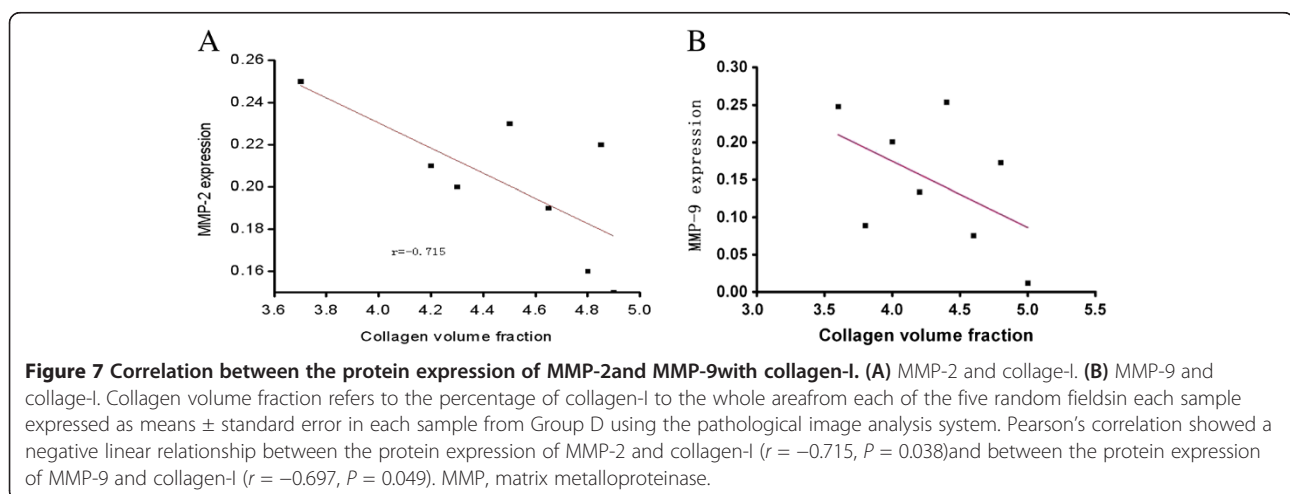 A
B
0.26
0.24
0.22
0.20
0.18
0.16
MMP-2 expression
r=-0.715
3.6 3.8 4.0 4.2 4.4 4.6 4.8 5.0
Collagen volume fraction
0.30
0.25
0.20
0.15
0.10
0.05
0.00
MMP-9 expression
3.0 3.5 4.0 4.5 5.0 5.5
Collagen volume fraction
Figure 7 Correlation between the protein expression of MMP-2and MMP-9with collagen-I. (A) MMP-2 and collage-I. (B) MMP-9 and
collage-I. Collagen volume fraction refers to the percentage of collagen-I to the whole areafrom each of the five random fieldsin each sample
expressed as means ± standard error in each sample from Group D using the pathological image analysis system. Pearson's correlation showed a
negative linear relationship between the protein expression of MMP-2 and collagen-I (r = −0.715, P = 0.038)and between the protein expression
of MMP-9 and collagen-I (r = −0.697, P = 0.049). MMP, matrix metalloproteinase.